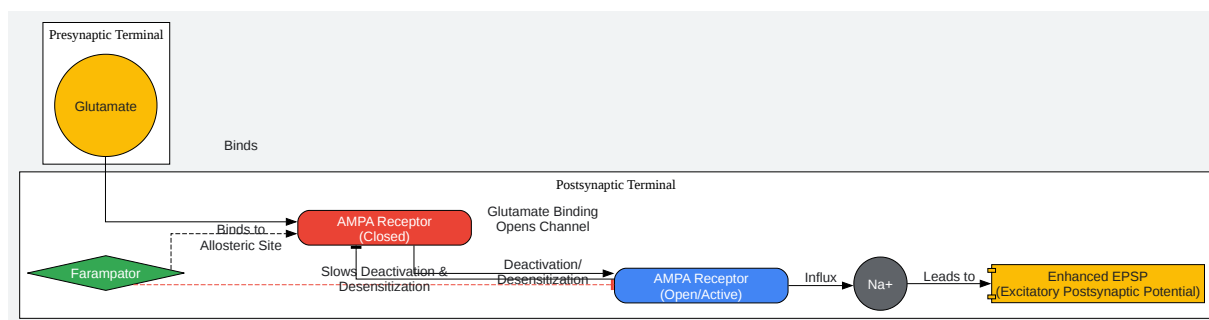 Presynaptic Terminal
Glutamate
Binds
Postsynaptic Terminal
AMPA Receptor
(Closed)
Glutamate Binding
Opens Channel
Binds to
Allosteric Site
Farampator
Slows Deactivation &
Desensitization
Deactivation/
Desensitization
AMPA Receptor
(Open/Active)
Influx
Na+
Leads to
Enhanced EPSP
(Excitatory Postsynaptic Potential)